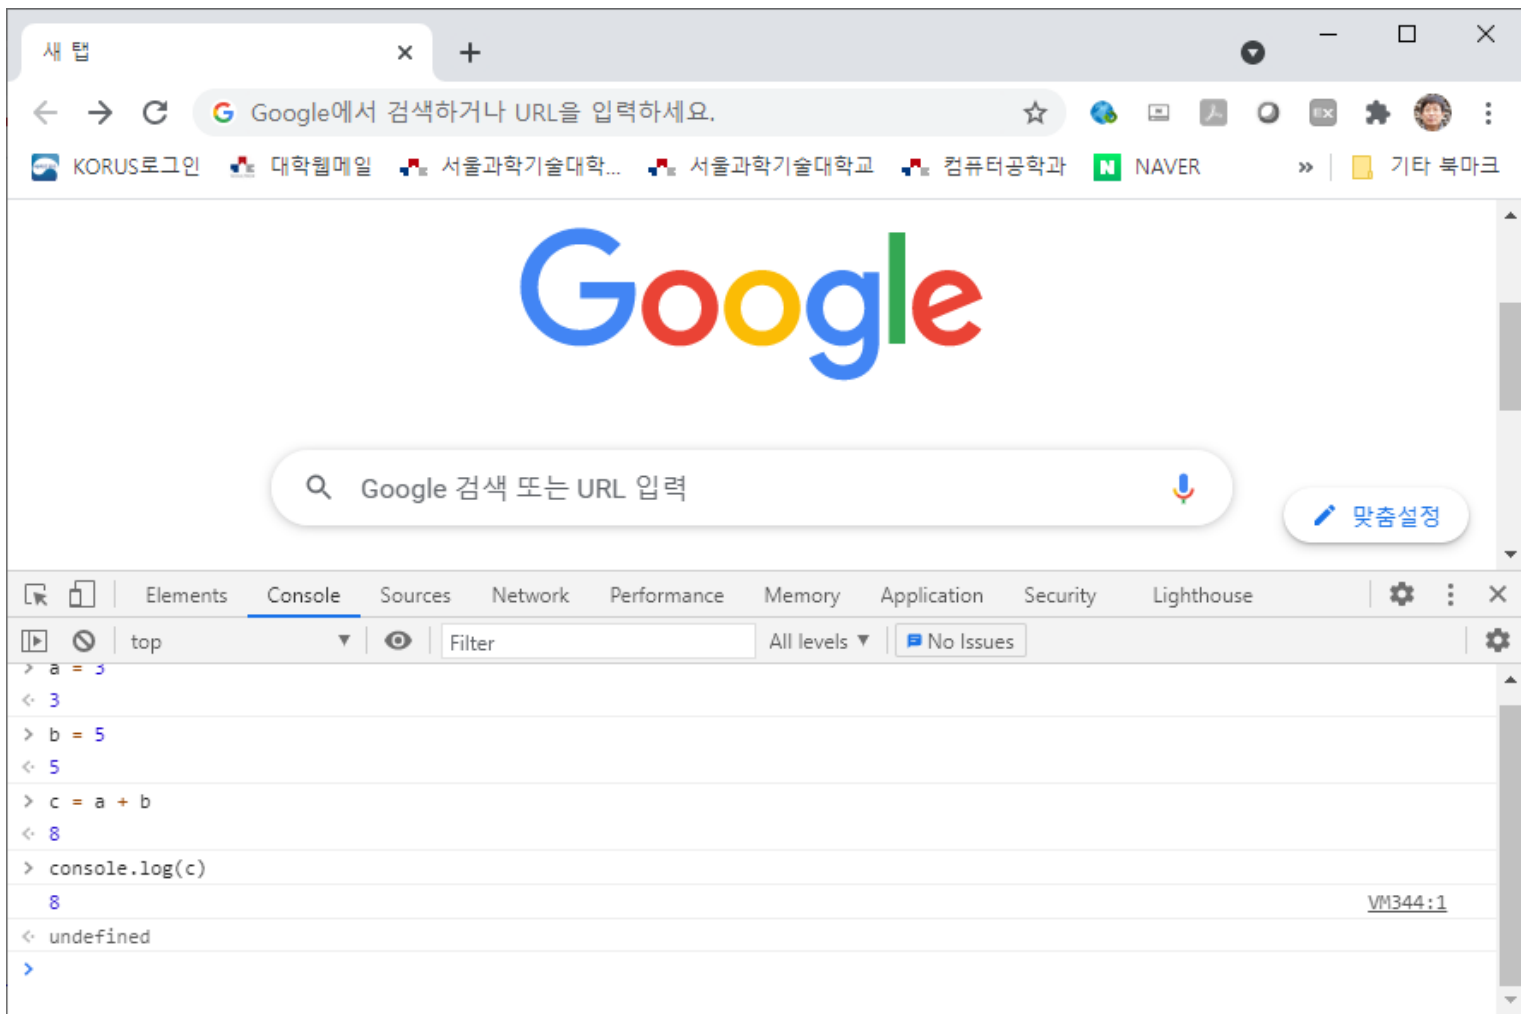 새 탭
Google에서 검색하거나 URL을 입력하세요.
EX
KORUS로그인 대학웹메일 서울과학기술대학... 서울과학기술대학교 컴퓨터공학과 N NAVER » 기타 북마크
Google
Google 검색 또는 URL 입력
맞춤설정
Elements Console Sources Network Performance Memory Application Security Lighthouse
top Filter All levels ▼ No Issues
> a = 3
3
> b = 5
5
> c = a + b
8
> console.log(c)
8 VM344:1
undefined
>